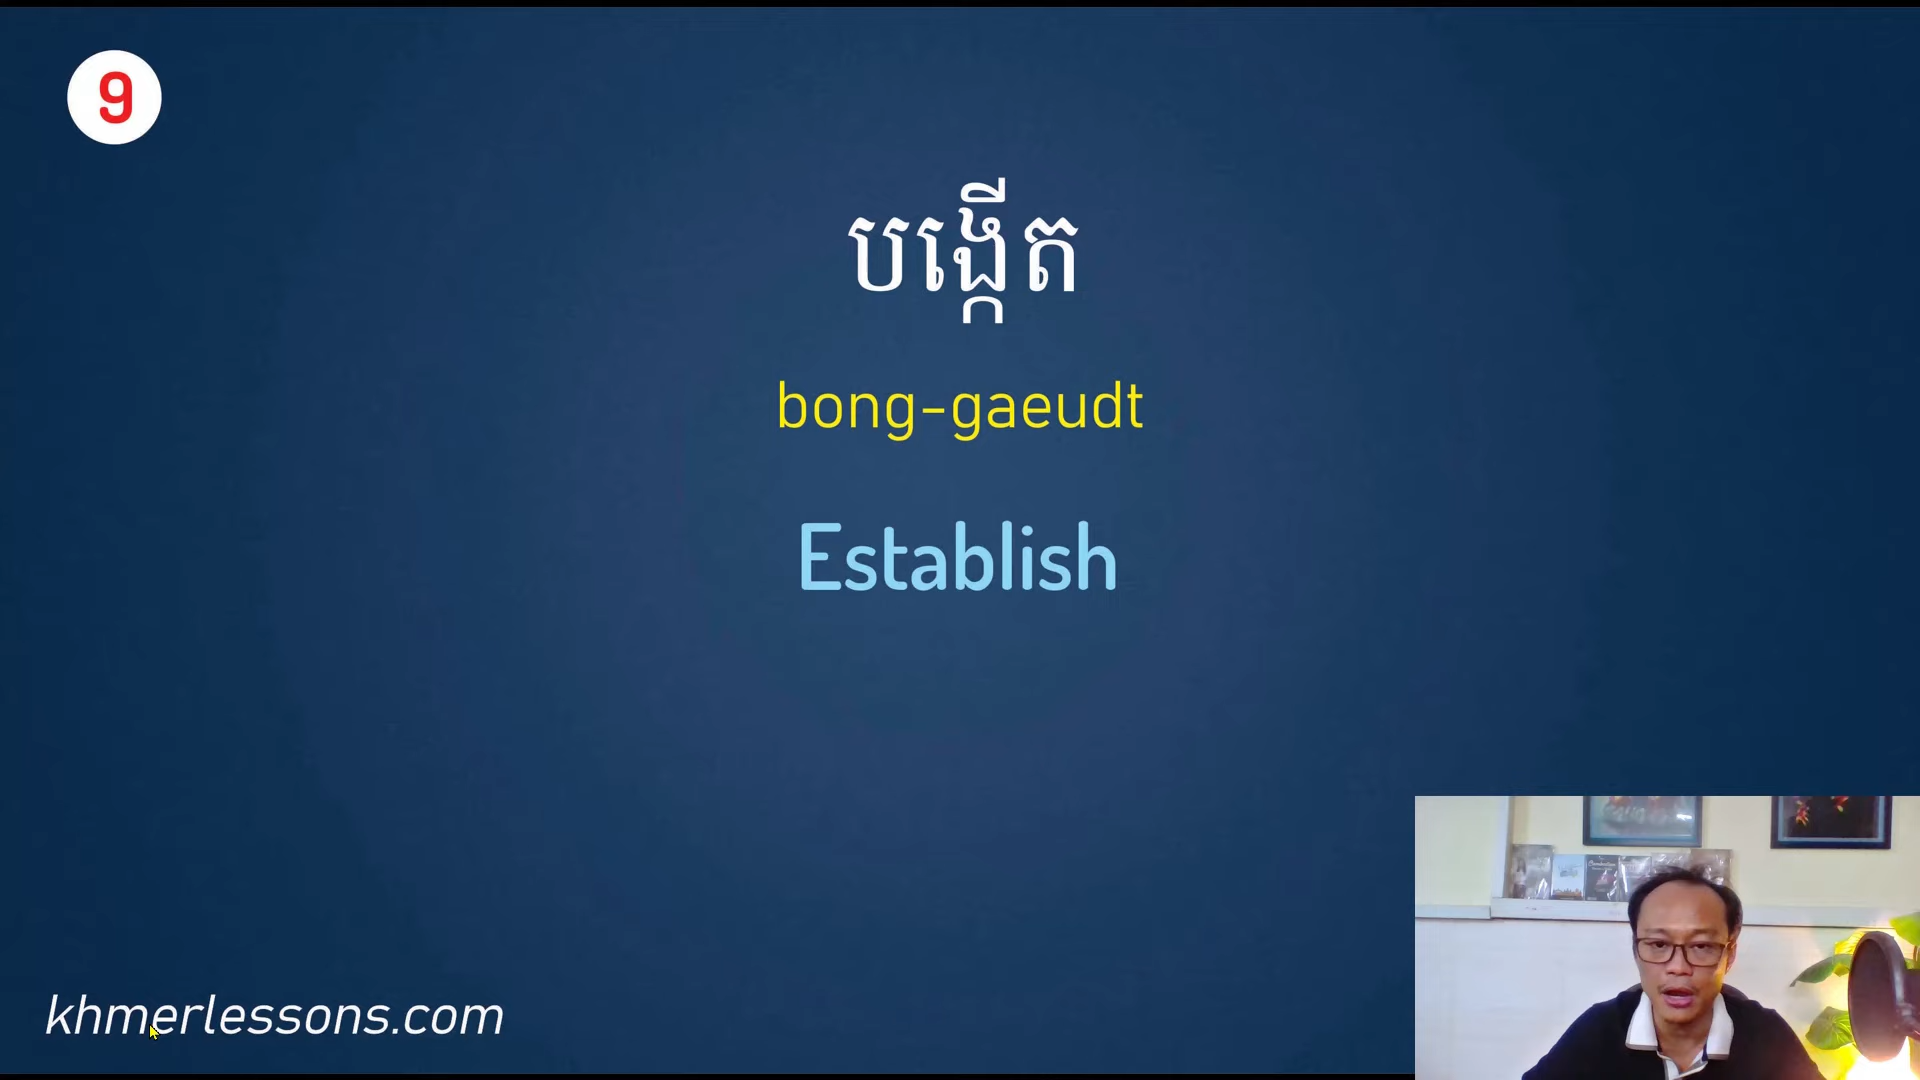 9
បង្កើត
bong-gaeudt
Establish
khmerlessons.com